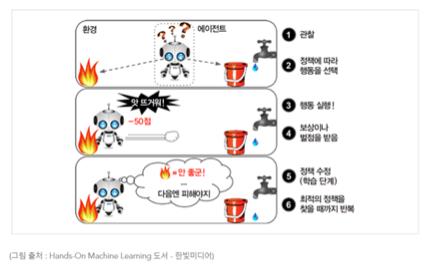 환경
에이전트
???
1 관찰
2 정책에 따라
행동을 선택
앗 뜨거워!
-50점
3 행동 실행!
4 보상이나
벌점을 받음
= 안 좋군!
...
다음엔 피해야지
5 정책 수정
(학습 단계)
6 최적의 정책을
찾을 때까지 반복
(그림 출처 : Hands-On Machine Learning 도서 - 한빛미디어)